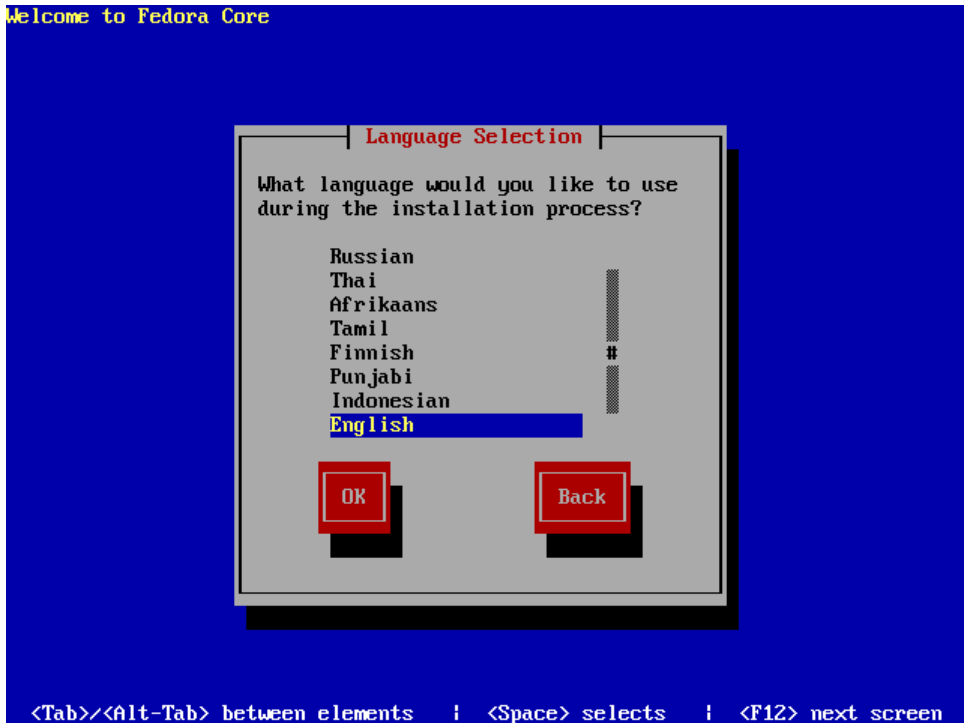 Welcome to Fedora Core
Language Selection
What language would you like to use
during the installation process?
Russian
Thai
Afrikaans
Tamil
Finnish
#
Punjabi
Indonesian
English
OK
Back
<Tab>/<Alt-Tab> between elements | <Space> selects | <F12> next screen